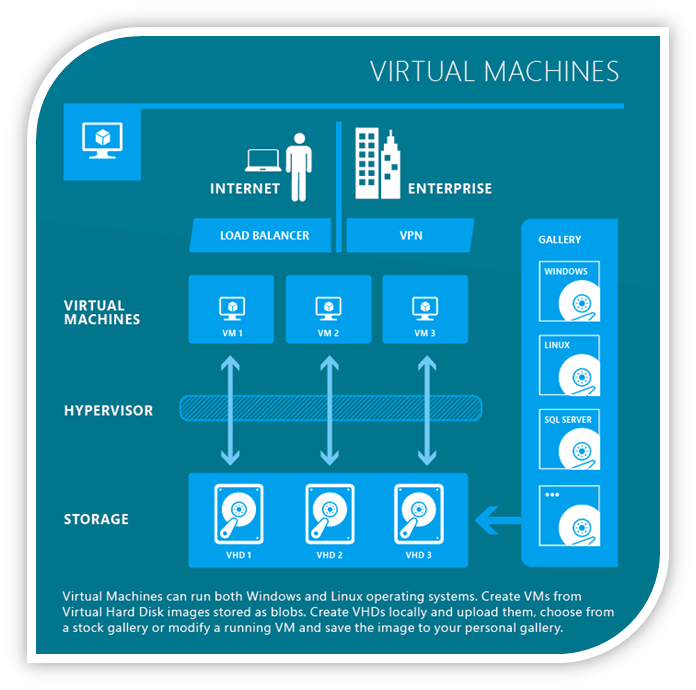 VIRTUAL MACHINES
INTERNET
ENTERPRISE
LOAD BALANCER
VPN
GALLERY
WINDOWS
LINUX
SQL SERVER
VIRTUAL
MACHINES
VM 1
VM 2
VM 3
HYPERVISOR
STORAGE
VHD 1
VHD 2
VHD 3
Virtual Machines can run both Windows and Linux operating systems. Create VMs from
Virtual Hard Disk images stored as blobs. Create VHDs locally and upload them, choose from
a stock gallery or modify a running VM and save the image to your personal gallery.